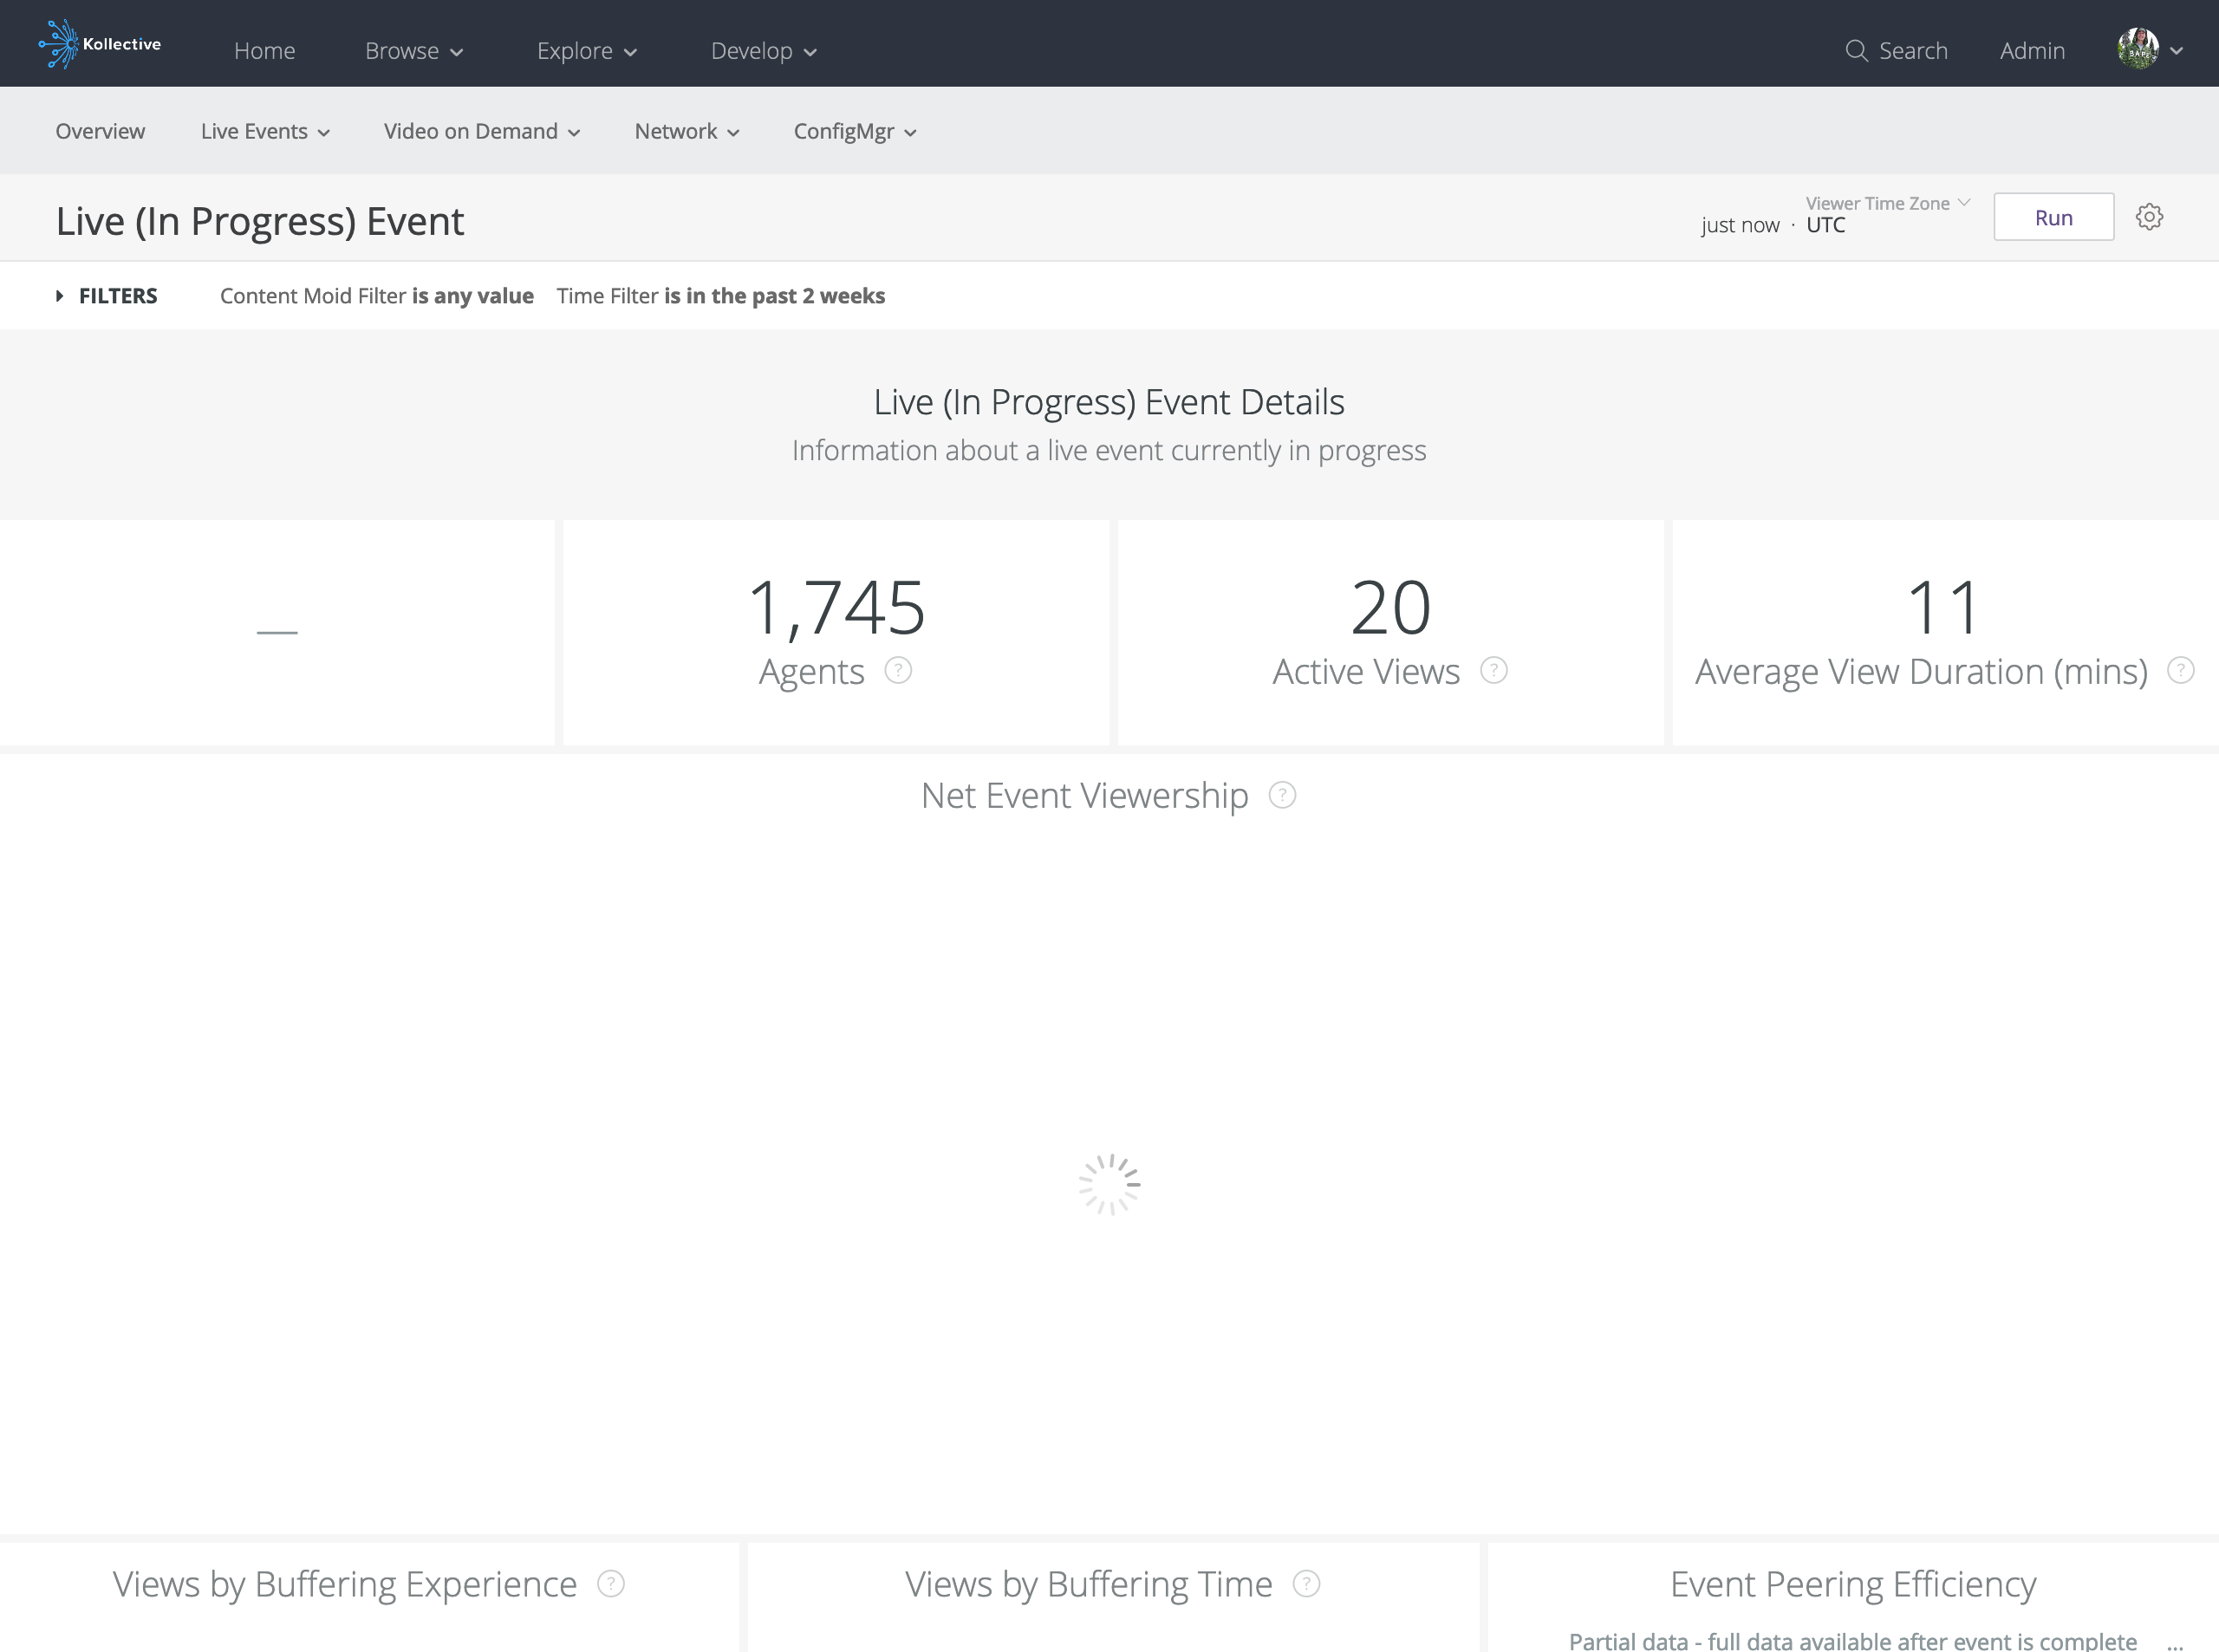 Kollective
Home
Browse
Explore
Develop
Search
Admin
Overview
Live Events
Video on Demand
Network
ConfigMgr
Live (In Progress) Event
Viewer Time Zone
just now · UTC
Run
FILTERS
Content Moid Filter is any value
Time Filter is in the past 2 weeks
Live (In Progress) Event Details
Information about a live event currently in progress
—
1,745
Agents ?
20
Active Views ?
11
Average View Duration (mins) ?
Net Event Viewership ?
Views by Buffering Experience ?
Views by Buffering Time ?
Event Peering Efficiency
Partial data - full data available after event is complete ...